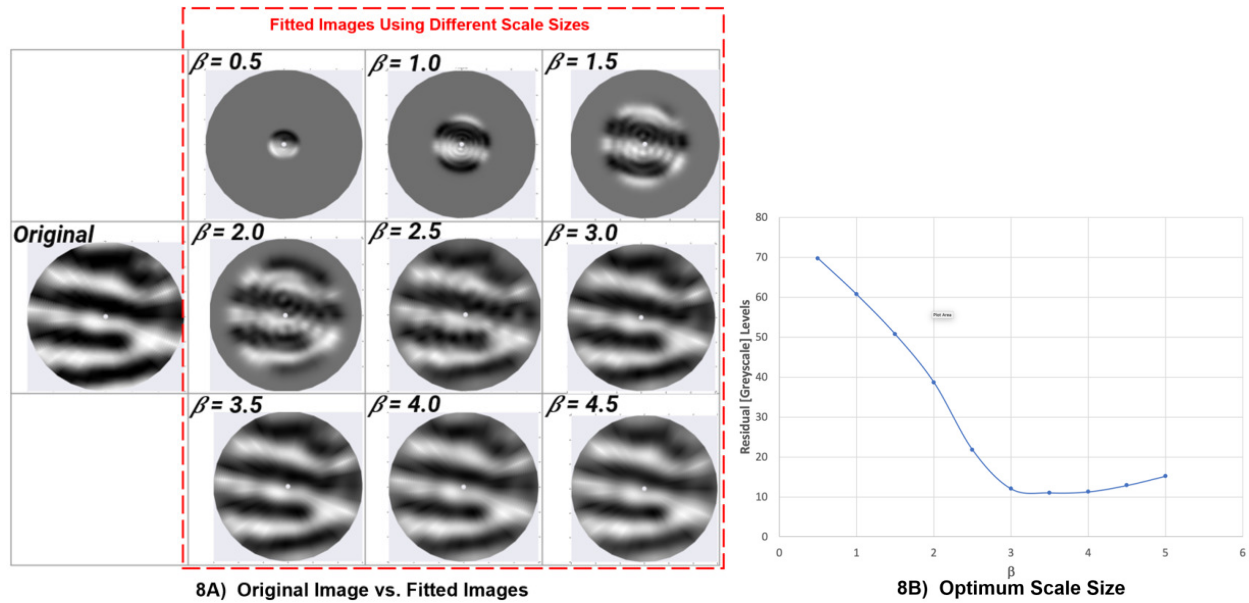 Fitted Images Using Different Scale Sizes
β = 0.5
β = 1.0
β = 1.5
Original
β = 2.0
β = 2.5
β = 3.0
β = 3.5
β = 4.0
β = 4.5
8A) Original Image vs. Fitted Images
Residual [Greyscale] Levels
80
70
60
50
40
30
20
10
0
Plot Area
0 1 2 3 4 5 6
β
8B) Optimum Scale Size